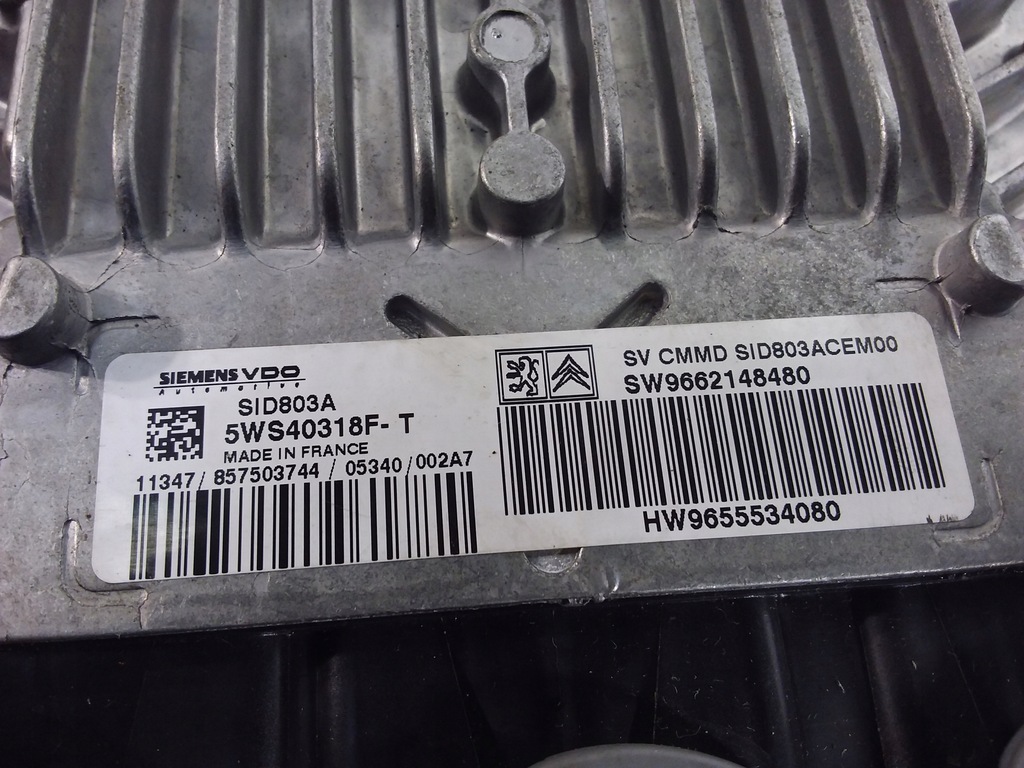 SIEMENS VDO
Automotive
SID803A
5WS40318F- T
MADE IN FRANCE
11347/ 857503744 / 05340/002A7
SV CMMD SID803ACEM00
SW9662148480
HW9655534080